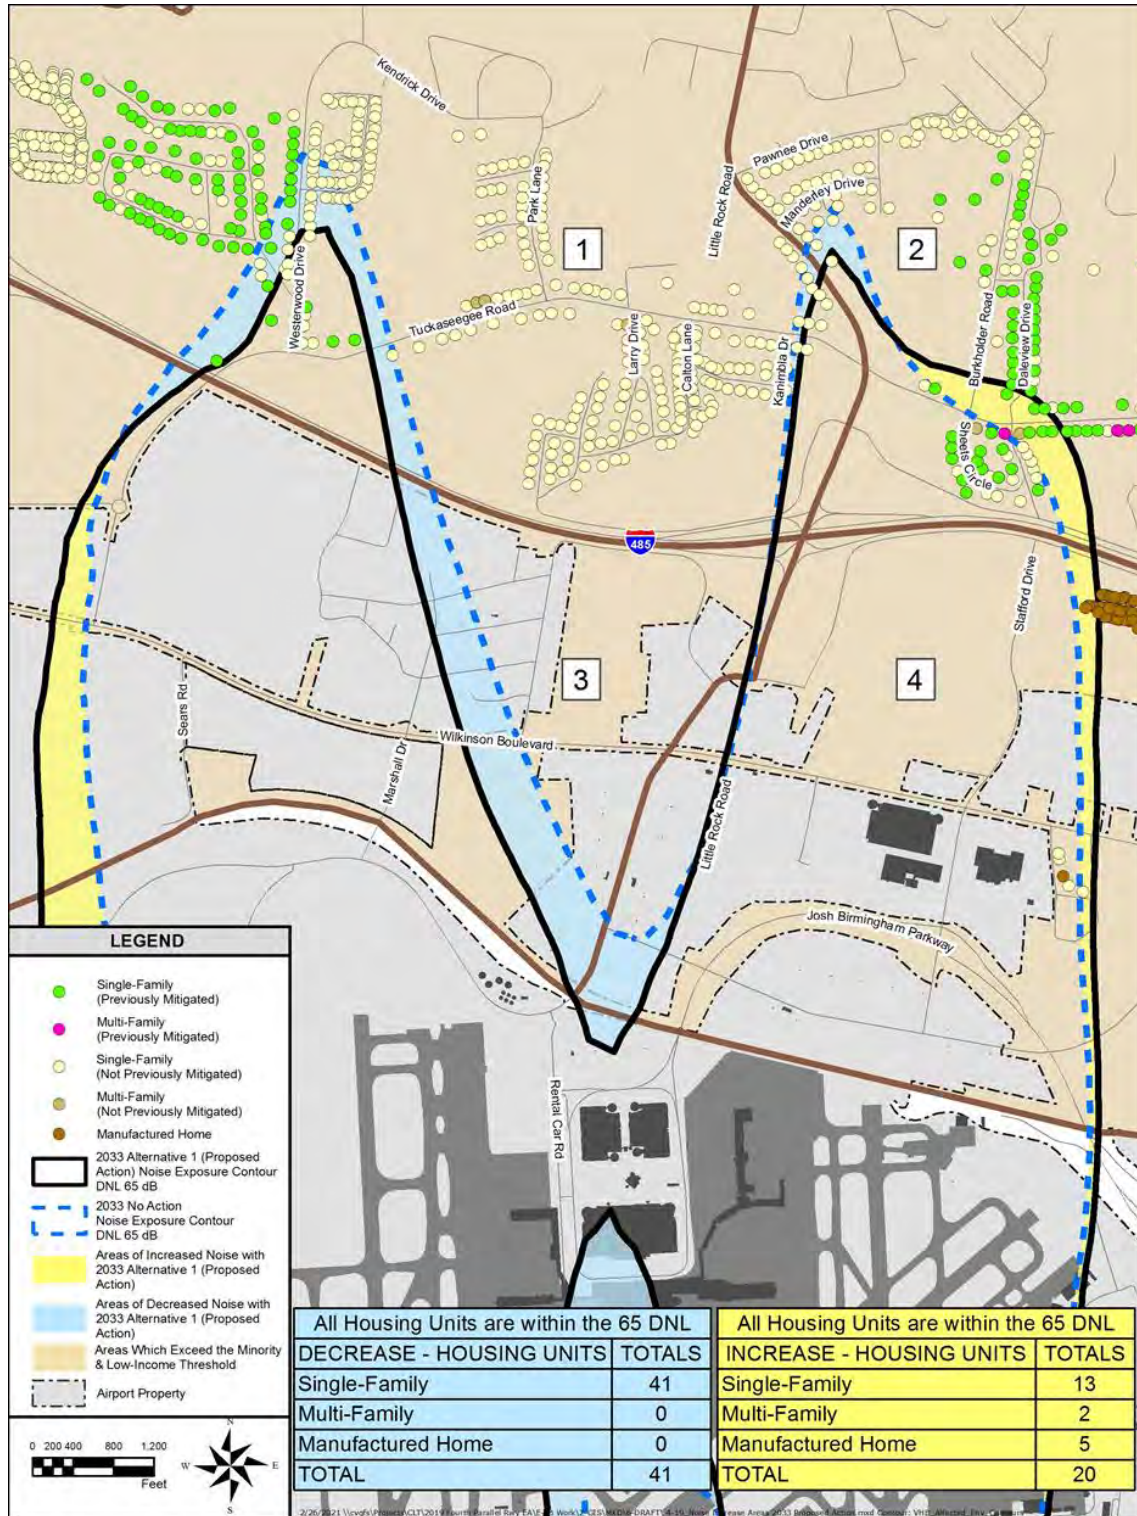 Kendrick Drive
Pawnee Drive
Park Lane
Little Rock Road
Manderley Drive
1
2
Westerwood Drive
Tuckaseegee Road
Larry Drive
Calton Lane
Kanimbla Dr
Burkholder Road
Daleview Drive
Sheets Circle
485
Stafford Drive
3
4
Sears Rd
Marshall Dr
Wilkinson Boulevard
Little Rock Road
Josh Birmingham Parkway
Rental Car Rd
LEGEND
Single-Family
(Previously Mitigated)
Multi-Family
(Previously Mitigated)
Single-Family
(Not Previously Mitigated)
Multi-Family
(Not Previously Mitigated)
Manufactured Home
2033 Alternative 1 (Proposed
Action) Noise Exposure Contour
DNL 65 dB
2033 No Action
Noise Exposure Contour
DNL 65 dB
Areas of Increased Noise with
2033 Alternative 1 (Proposed
Action)
Areas of Decreased Noise with
2033 Alternative 1 (Proposed
Action)
Areas Which Exceed the Minority
& Low-Income Threshold
Airport Property
0 200 400 800 1,200
Feet
N
W E
S
All Housing Units are within the 65 DNL
DECREASE - HOUSING UNITS TOTALS
Single-Family 41
Multi-Family 0
Manufactured Home 0
TOTAL 41
All Housing Units are within the 65 DNL
INCREASE - HOUSING UNITS TOTALS
Single-Family 13
Multi-Family 2
Manufactured Home 5
TOTAL 20
2/26/2021